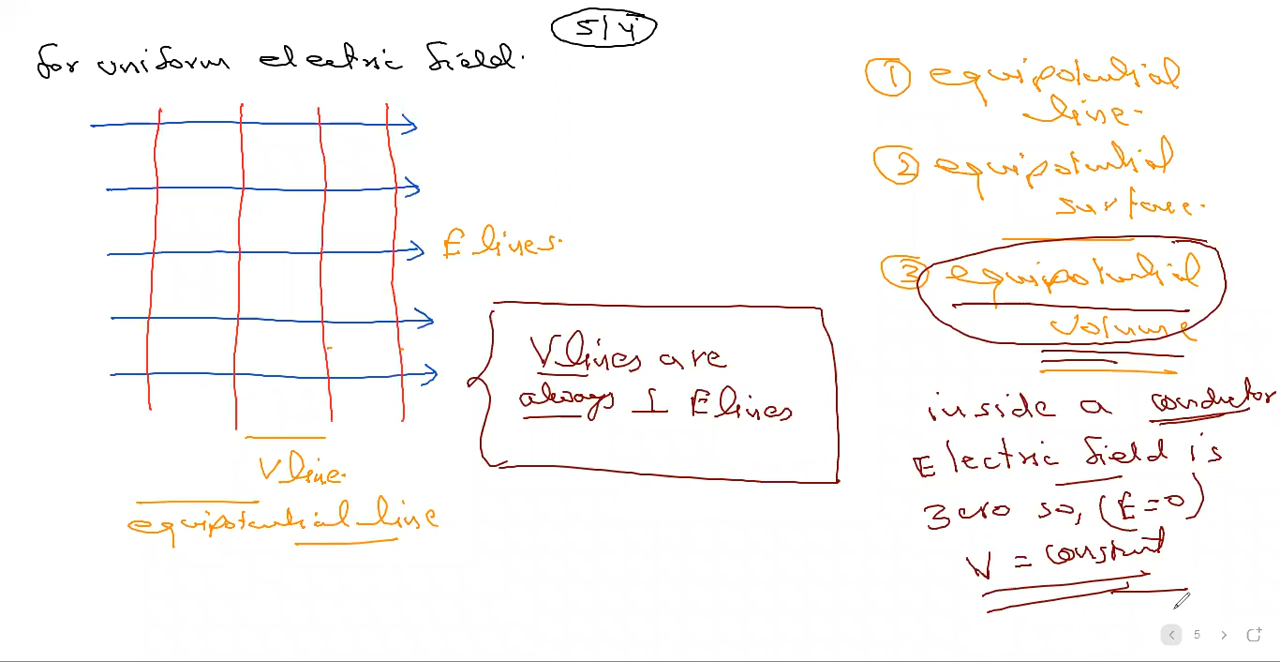 5/4
for uniform electric field.
E lines.
V line.
equipotential line
V lines are
always ⊥ E lines
① equipotential
line.
② equipotential
surface.
③ equipotential
volume
inside a conductor
Electric field is
zero so, (E=0)
V = constant
5